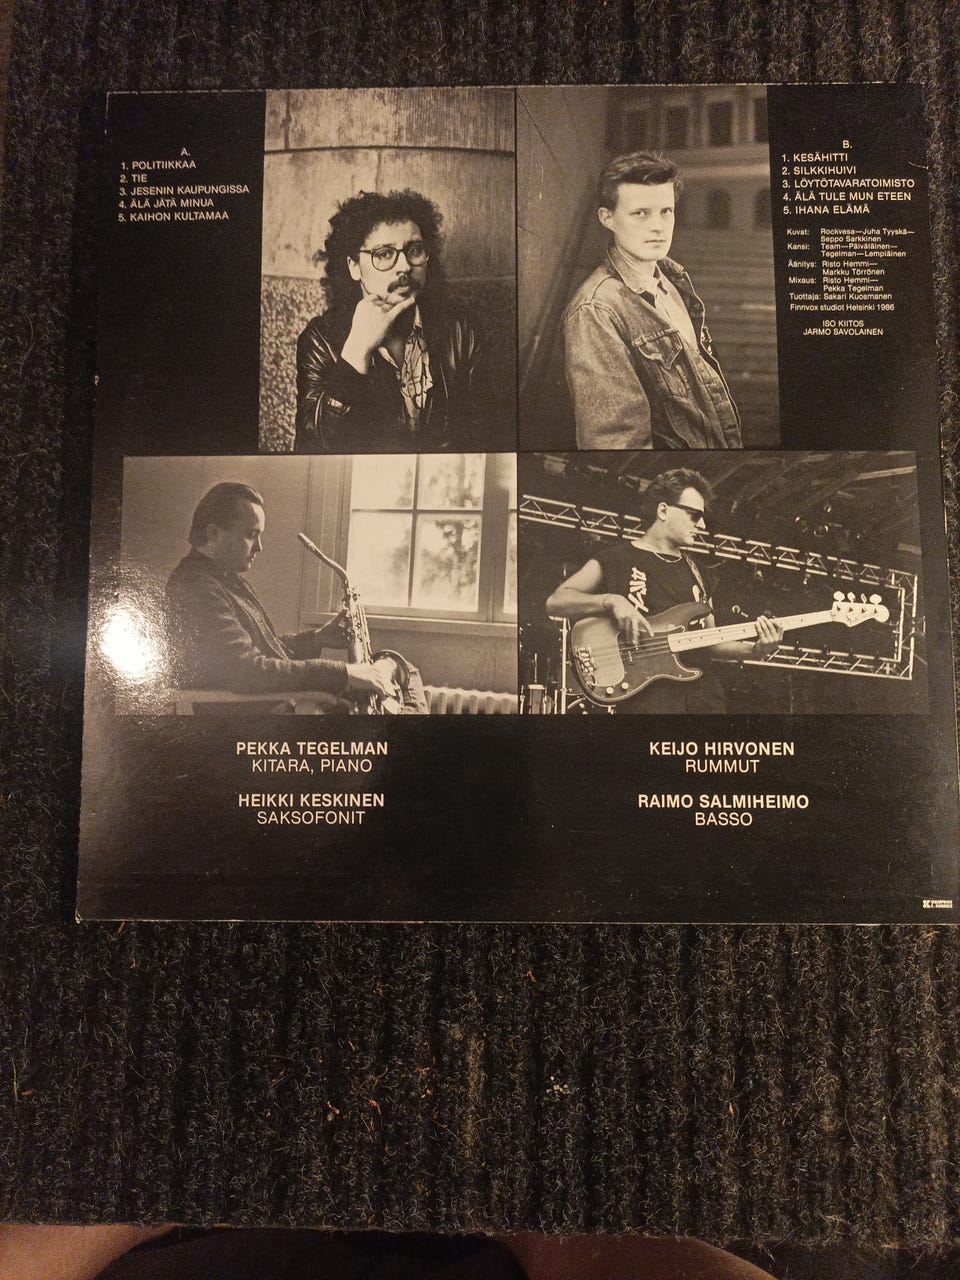 A.
1. POLITIIKKAA
2. TIE
3. JESENIN KAUPUNGISSA
4. ÄLÄ JÄTÄ MINUA
5. KAIHON KULTAMAA
B.
1. KESÄHITTI
2. SILKKIHUIVI
3. LÖYTÖTAVARATOIMISTO
4. ÄLÄ TULE MUN ETEEN
5. IHANA ELÄMÄ
Kuvat: Rockvesa—Juha Tyyskä—
Seppo Sarkkinen
Kansi: Team—Päiväläinen—
Tegelman—Lempiäinen
Äänitys: Risto Hemmi—
Markku Törrönen
Mixaus: Risto Hemmi—
Pekka Tegelman
Tuottaja: Sakari Kuosmanen
Finnvox studiot Helsinki 1986
ISO KIITOS
JARMO SAVOLAINEN
PEKKA TEGELMAN
KITARA, PIANO
HEIKKI KESKINEN
SAKSOFONIT
KEIJO HIRVONEN
RUMMUT
RAIMO SALMIHEIMO
BASSO